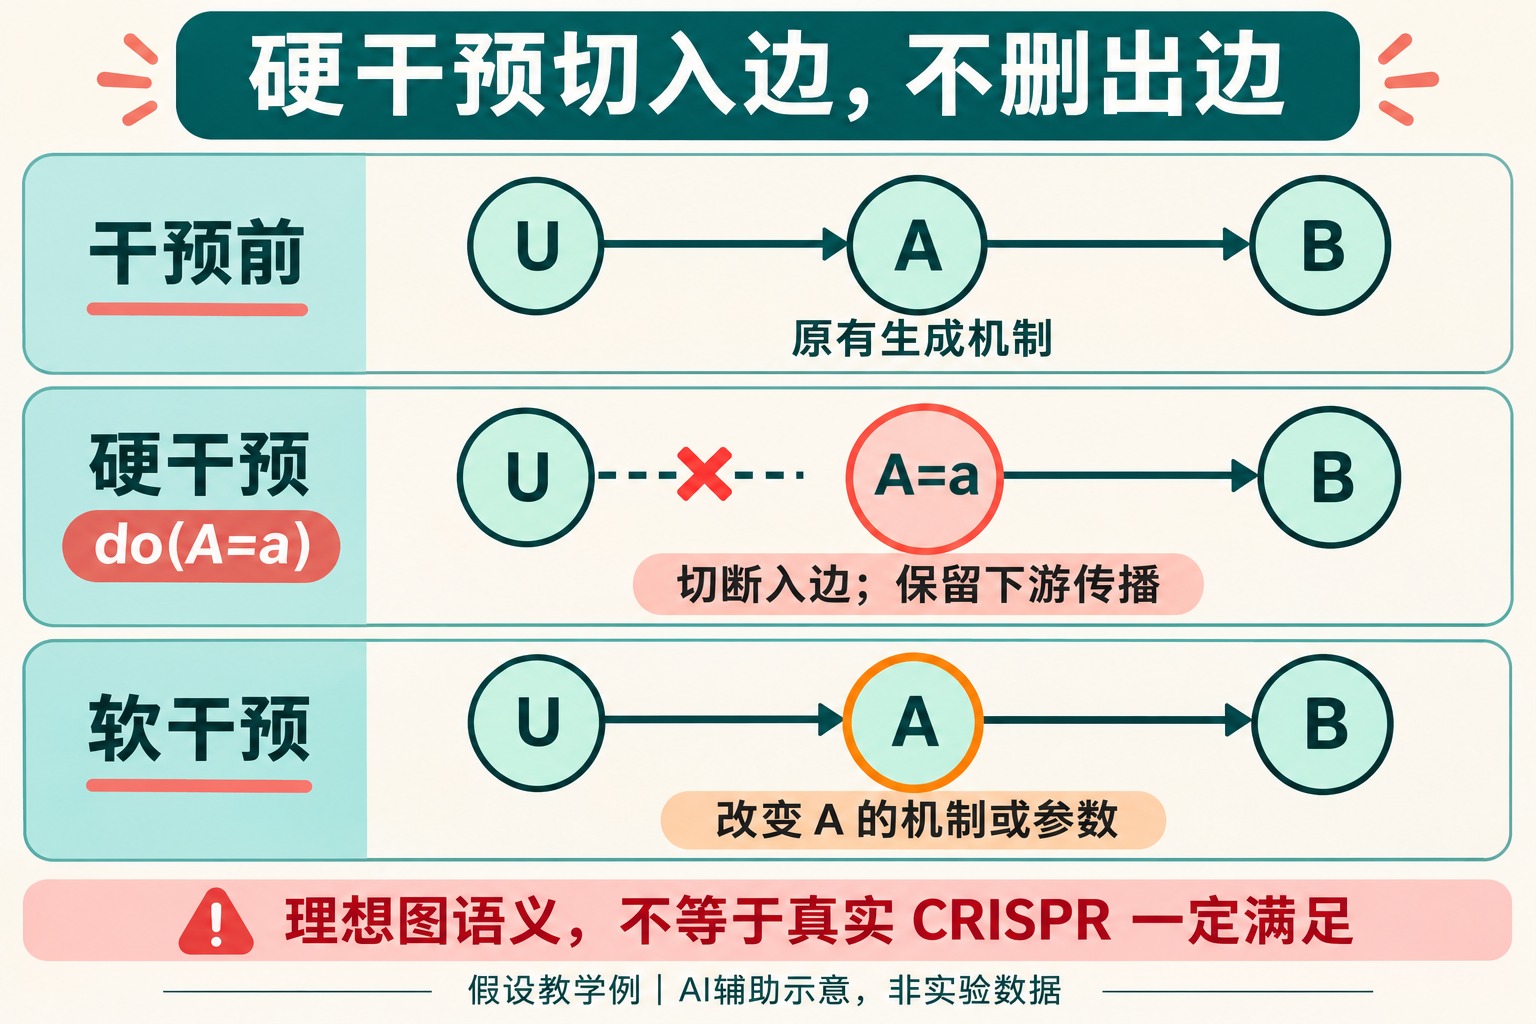 硬干预切入边，不删出边
干预前
U
A
B
原有生成机制
硬干预
do(A=a)
U
A=a
B
切断入边；保留下游传播
软干预
U
A
B
改变 A 的机制或参数
理想图语义，不等于真实 CRISPR 一定满足
假设教学例｜AI辅助示意，非实验数据